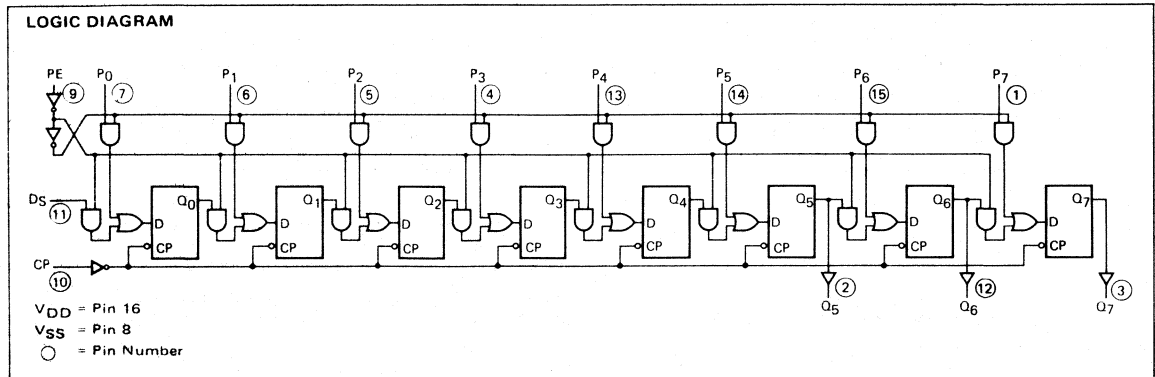 LOGIC DIAGRAM
PE P0 P1 P2 P3 P4 P5 P6 P7
9 7 6 5 4 13 14 15 1
DS Q0 Q1 Q2 Q3 Q4 Q5 Q6 Q7
11 D D D D D D D D
CP CP CP CP CP CP CP CP
CP
10
2 12 3
Q5 Q6 Q7
VDD = Pin 16
VSS = Pin 8
= Pin Number